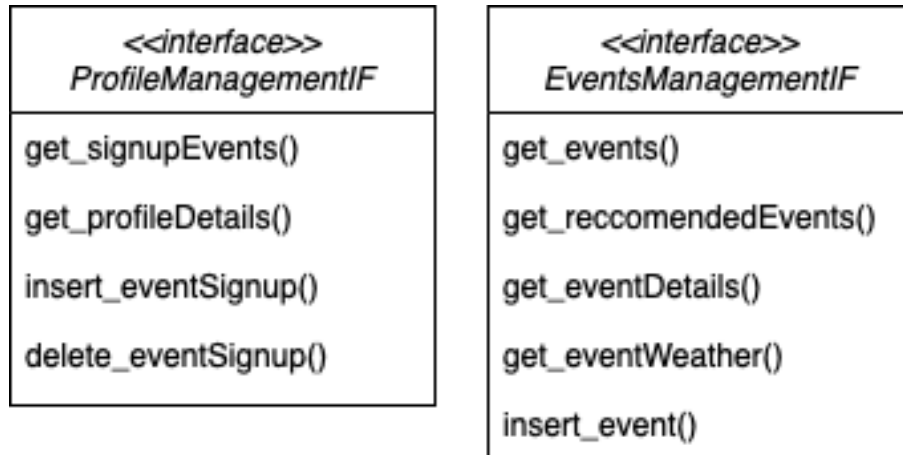 <<interface>>
ProfileManagementIF
get_signupEvents()
get_profileDetails()
insert_eventSignup()
delete_eventSignup()
<<interface>>
EventsManagementIF
get_events()
get_reccomendedEvents()
get_eventDetails()
get_eventWeather()
insert_event()